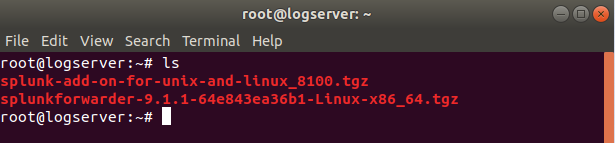 root@logserver: ~
File Edit View Search Terminal Help
root@logserver:~# ls
splunk-add-on-for-unix-and-linux_8100.tgz
splunkforwarder-9.1.1-64e843ea36b1-Linux-x86_64.tgz
root@logserver:~#